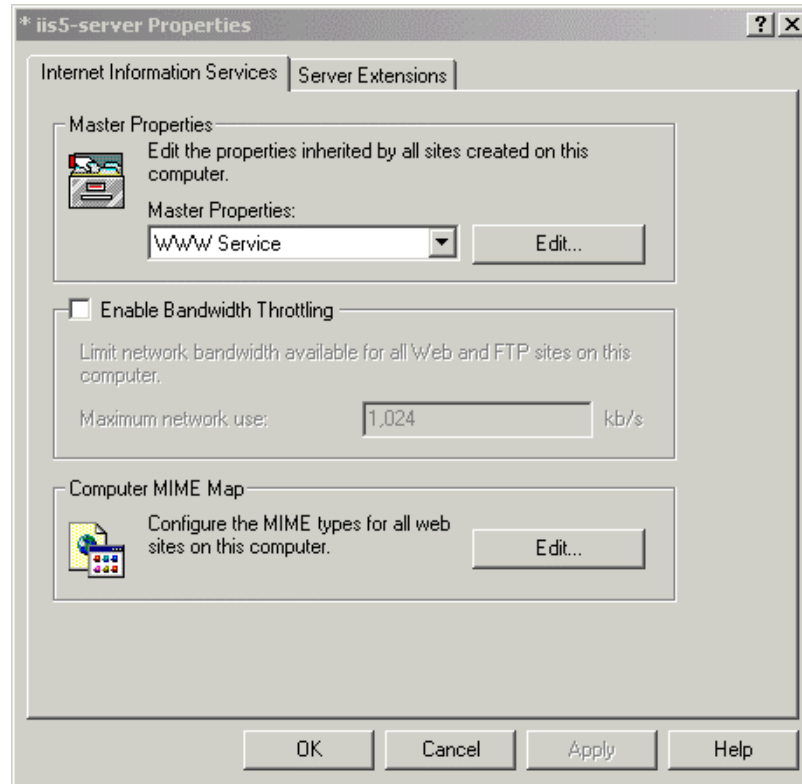 * iis5-server Properties
Internet Information Services
Server Extensions
Master Properties
Edit the properties inherited by all sites created on this
computer.
Master Properties:
WWW Service
Edit...
Enable Bandwidth Throttling
Limit network bandwidth available for all Web and FTP sites on this
computer.
Maximum network use:
1,024
kb/s
Computer MIME Map
Configure the MIME types for all web
sites on this computer.
Edit...
OK
Cancel
Apply
Help